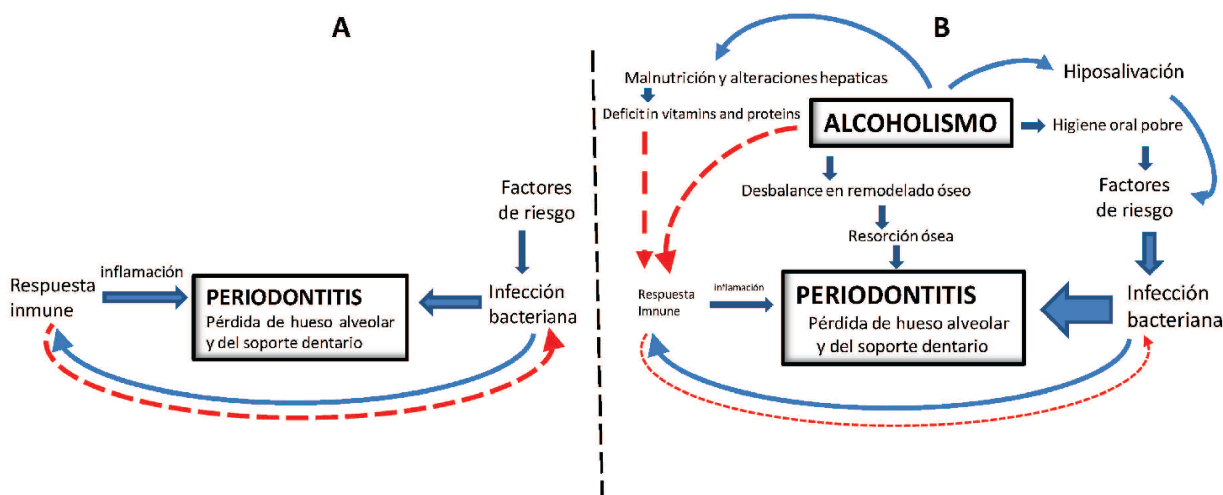 A
Factores
de riesgo
Respuesta
inmune
inflamación
PERIODONTITIS
Pérdida de hueso alveolar
y del soporte dentario
Infección
bacteriana
B
Malnutrición y alteraciones hepaticas
Deficit in vitamins and proteins
ALCOHOLISMO
Hiposalivación
Higiene oral pobre
Desbalance en remodelado óseo
Factores
de riesgo
Resorción ósea
Respuesta
Immune
inflamación
PERIODONTITIS
Pérdida de hueso alveolar
y del soporte dentario
Infección
bacteriana